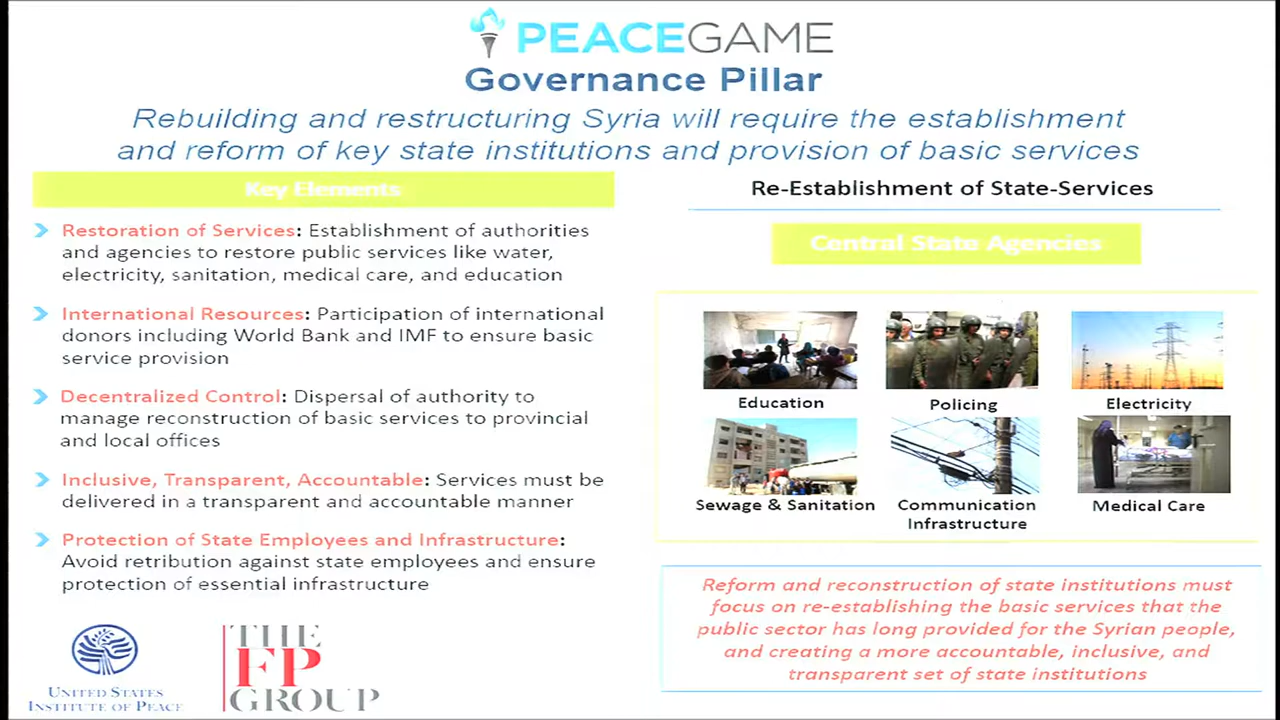 PEACEGAME
Governance Pillar
Rebuilding and restructuring Syria will require the establishment
and reform of key state institutions and provision of basic services
Key Elements
Restoration of Services: Establishment of authorities
and agencies to restore public services like water,
electricity, sanitation, medical care, and education
International Resources: Participation of international
donors including World Bank and IMF to ensure basic
service provision
Decentralized Control: Dispersal of authority to
manage reconstruction of basic services to provincial
and local offices
Inclusive, Transparent, Accountable: Services must be
delivered in a transparent and accountable manner
Protection of State Employees and Infrastructure:
Avoid retribution against state employees and ensure
protection of essential infrastructure
UNITED STATES
INSTITUTE OF PEACE
THE
FP
GROUP
Re-Establishment of State-Services
Central State Agencies
Education
Policing
Electricity
Sewage & Sanitation
Communication
Infrastructure
Medical Care
Reform and reconstruction of state institutions must
focus on re-establishing the basic services that the
public sector has long provided for the Syrian people,
and creating a more accountable, inclusive, and
transparent set of state institutions